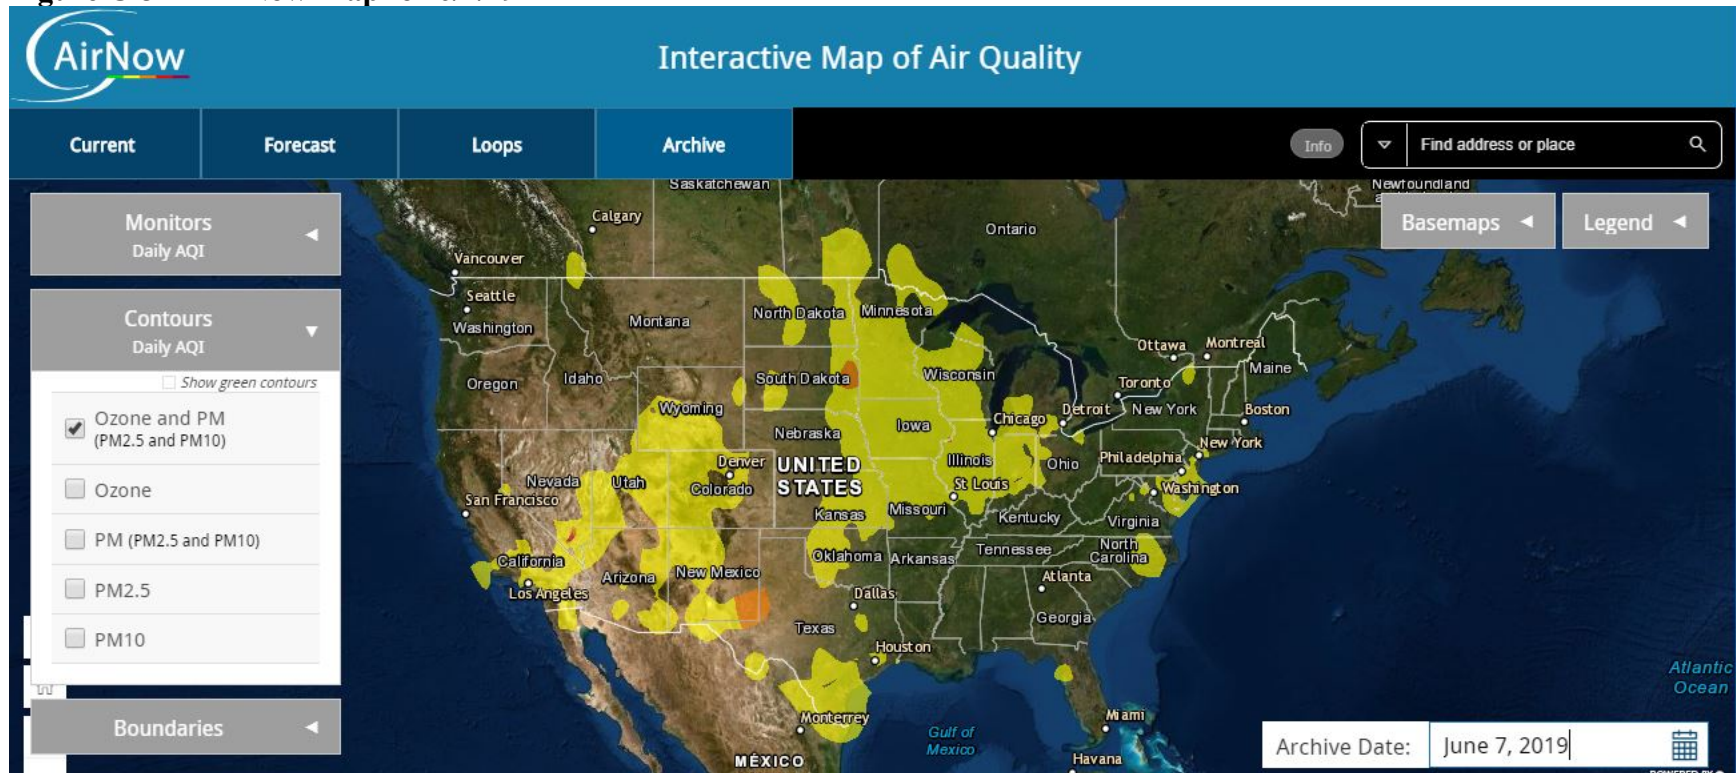 AirNow
Interactive Map of Air Quality
Current
Forecast
Loops
Archive
Info
Find address or place
Monitors
Daily AQI
Contours
Daily AQI
Show green contours
Ozone and PM
(PM2.5 and PM10)
Ozone
PM (PM2.5 and PM10)
PM2.5
PM10
Boundaries
Basemaps
Legend
Saskatchewan
Newfoundland
Calgary
Ontario
Vancouver
Seattle
Washington
Montana
North Dakota
Minnesota
Ottawa
Montreal
Maine
Oregon
Idaho
South Dakota
Wisconsin
Toronto
Wyoming
Chicago
Detroit
New York
Boston
Nebraska
Iowa
New York
Denver
UNITED
STATES
Illinois
Ohio
Philadelphia
Nevada
Utah
Colorado
St Louis
Washington
San Francisco
Kansas
Missouri
Kentucky
Virginia
California
Arizona
New Mexico
Oklahoma
Arkansas
Tennessee
North
Carolina
Los Angeles
Dallas
Atlanta
Texas
Georgia
Houston
Atlantic
Ocean
Monterrey
Gulf of
Mexico
Miami
MÉXICO
Havana
Archive Date:
June 7, 2019
POWERED BY